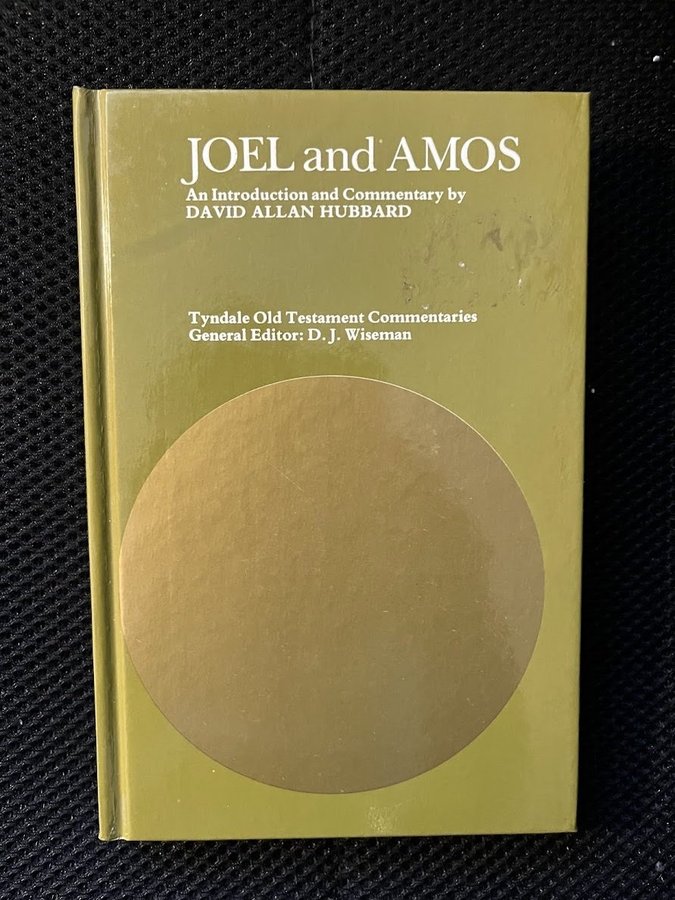 JOEL and AMOS
An Introduction and Commentary by
DAVID ALLAN HUBBARD
Tyndale Old Testament Commentaries
General Editor: D. J. Wiseman